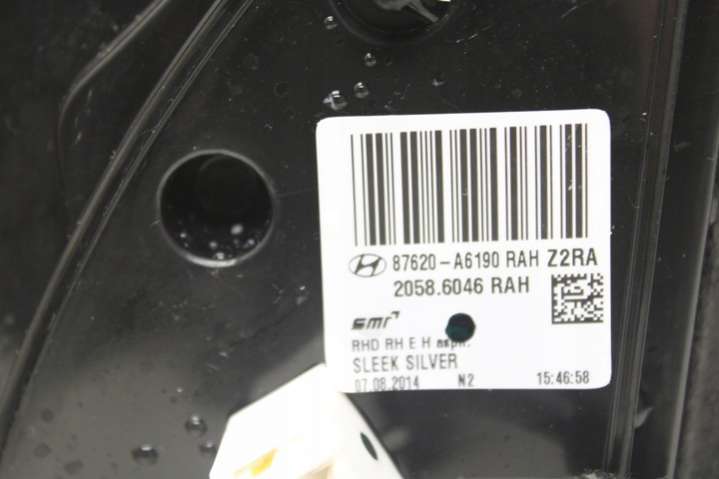 87620-A6190 RAH Z2RA
2058.6046 RAH
smr
RHD RH E H asph.
SLEEK SILVER
07.08.2014 N2 15:46:58